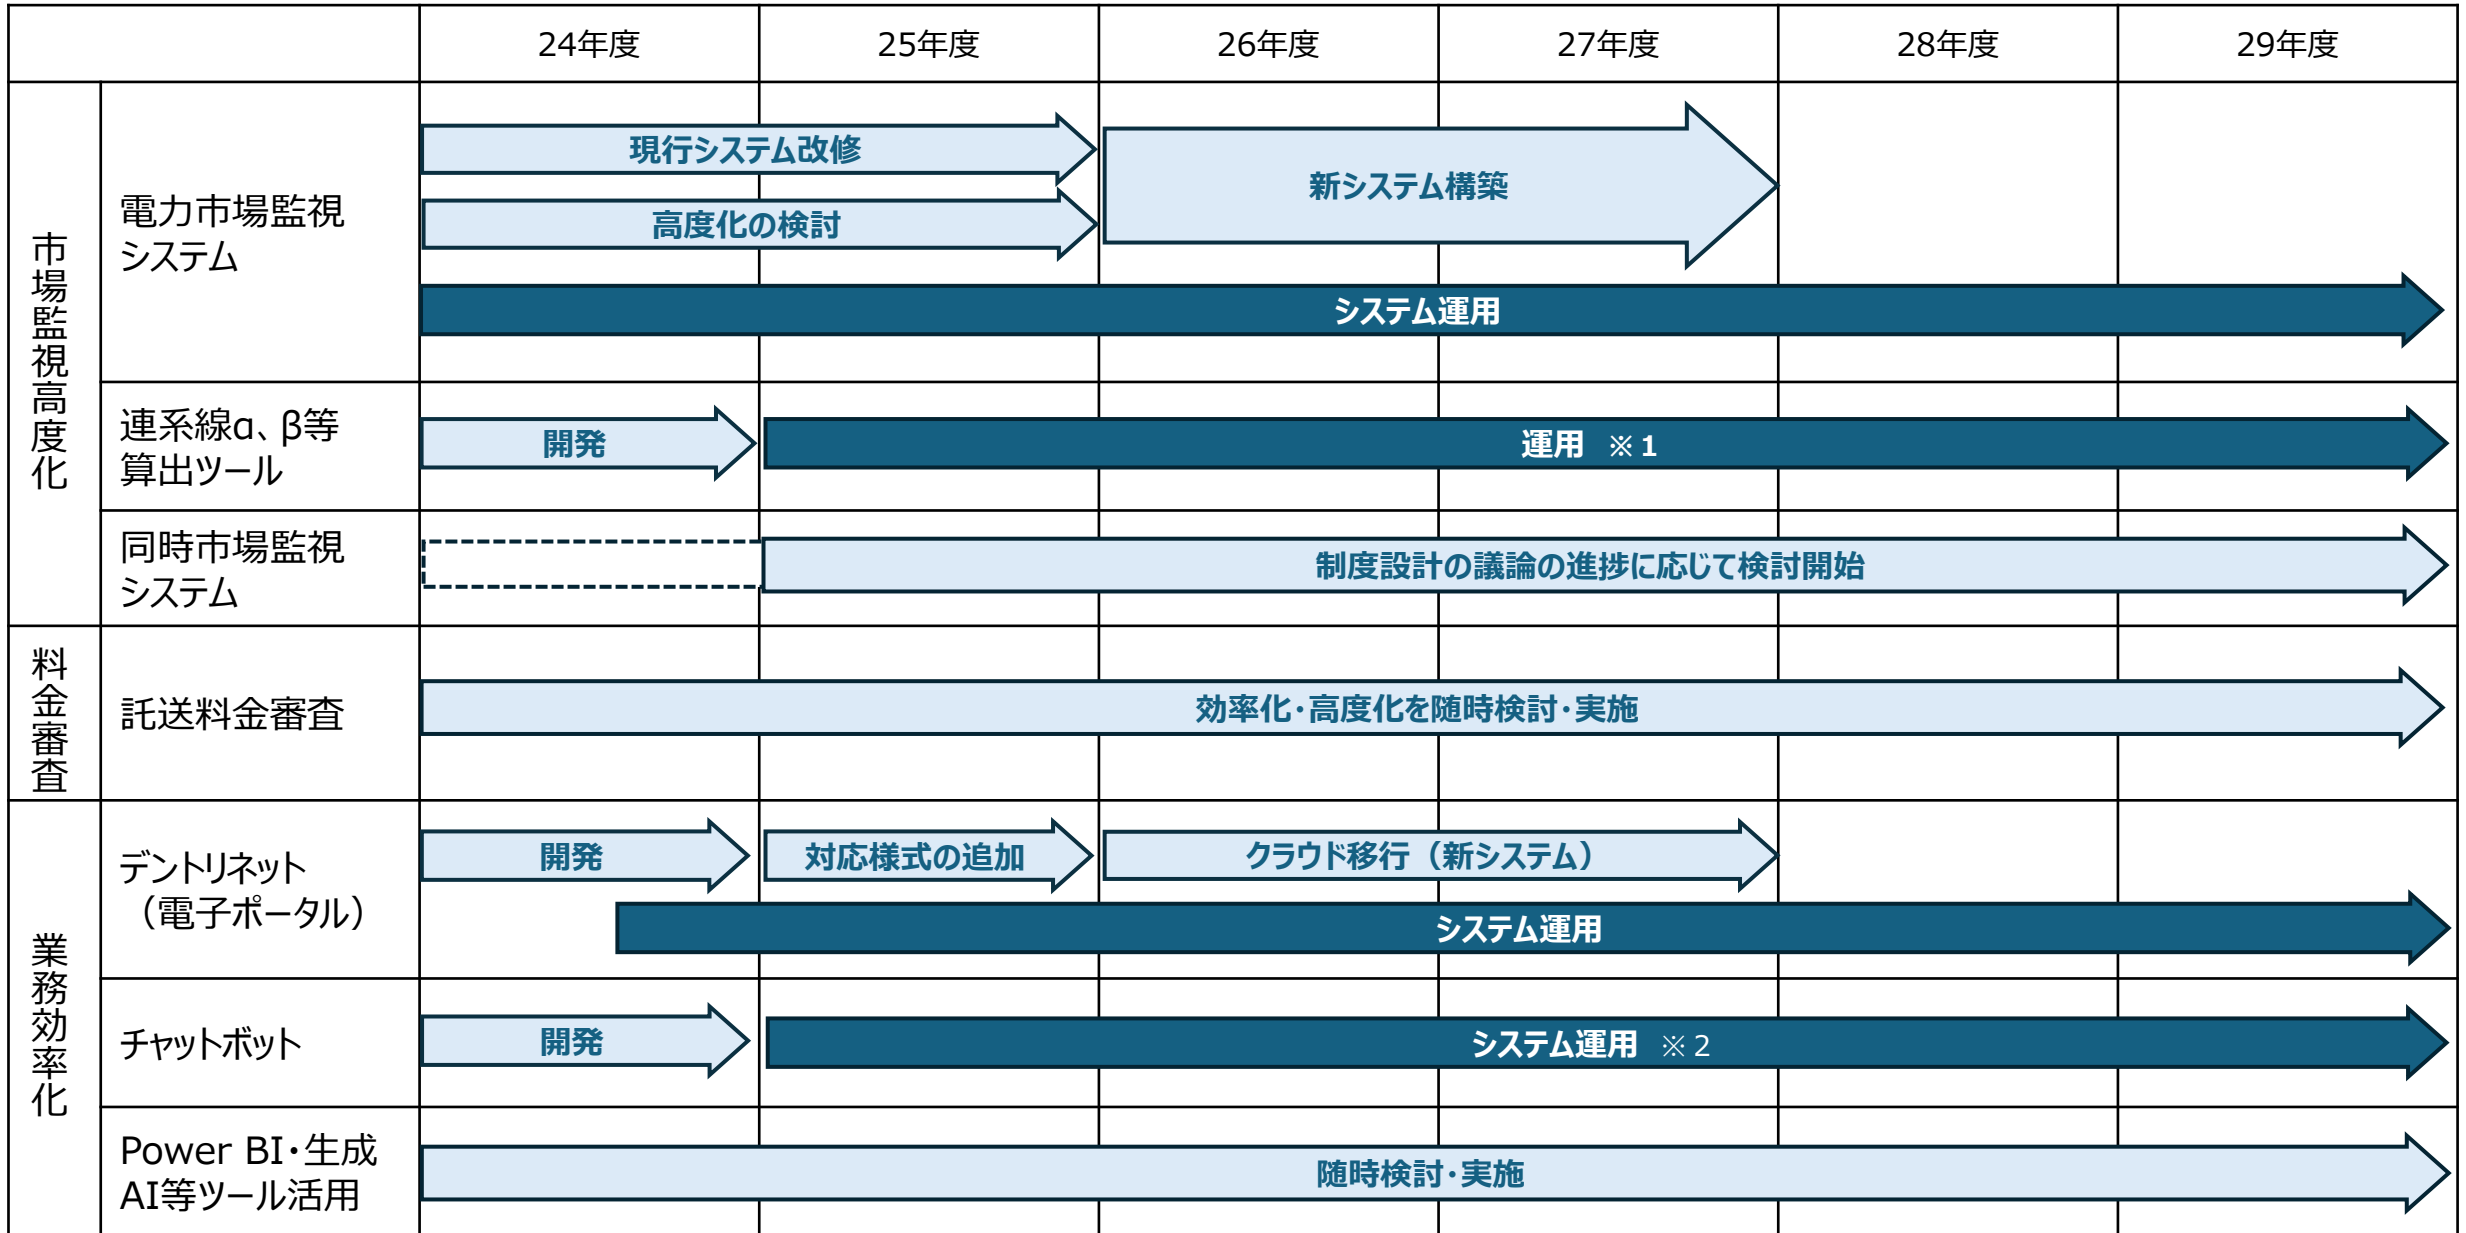 24年度
25年度
26年度
27年度
28年度
29年度
市場監視高度化
電力市場監視
システム
現行システム改修
高度化の検討
新システム構築
システム運用
連系線α、β等
算出ツール
開発
運用 ※1
同時市場監視
システム
制度設計の議論の進捗に応じて検討開始
料金審査
託送料金審査
効率化・高度化を随時検討・実施
業務効率化
デントリネット
（電子ポータル）
開発
対応様式の追加
クラウド移行（新システム）
システム運用
チャットボット
開発
システム運用 ※2
Power BI・生成
AI等ツール活用
随時検討・実施